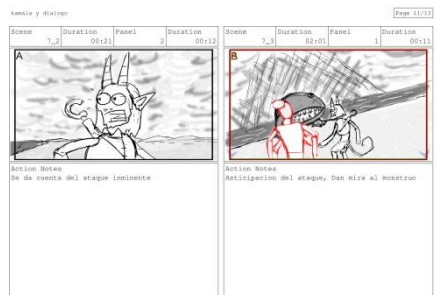 kamala y dialogo
Page 11/13
Scene Duration Panel Duration
7_2 00:21 2 00:12
Scene Duration Panel Duration
7_3 02:01 1 00:11
A
B
Action Notes
Se da cuenta del ataque inminente
Action Notes
Anticipacion del ataque, Dan mira al monstruo